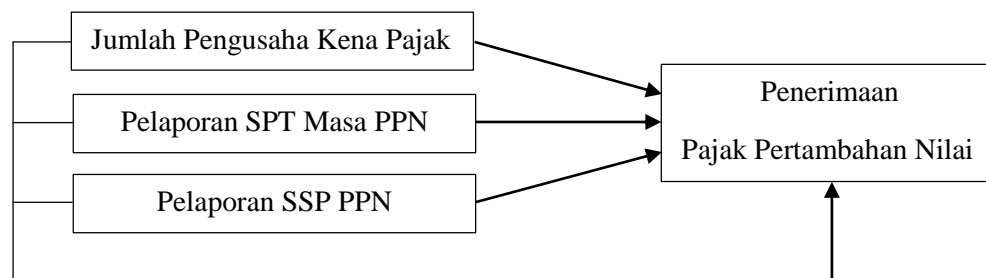 Jumlah Pengusaha Kena Pajak
Penerimaan
Pelaporan SPT Masa PPN
Pajak Pertambahan Nilai
Pelaporan SSP PPN